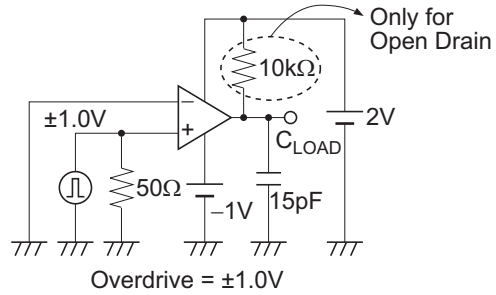 Only for
Open Drain
10kΩ
−
±1.0V
+
2V
C_LOAD
50Ω
−1V
15pF
Overdrive = ±1.0V